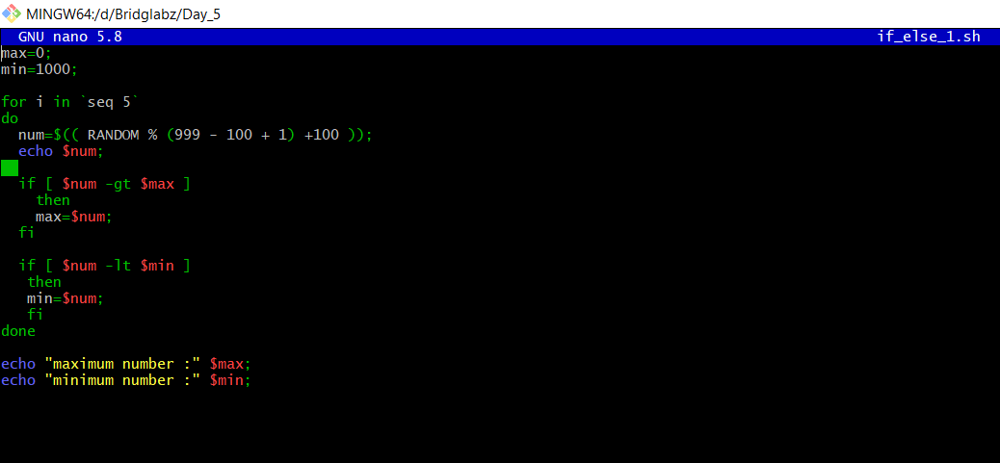 MINGW64:/d/Bridglabz/Day_5
GNU nano 5.8 if_else_1.sh
max=0;
min=1000;
for i in `seq 5`
do
num=$(( RANDOM % (999 - 100 + 1) +100 ));
echo $num;
if [ $num -gt $max ]
then
max=$num;
fi
if [ $num -lt $min ]
then
min=$num;
fi
done
echo "maximum number :" $max;
echo "minimum number :" $min;